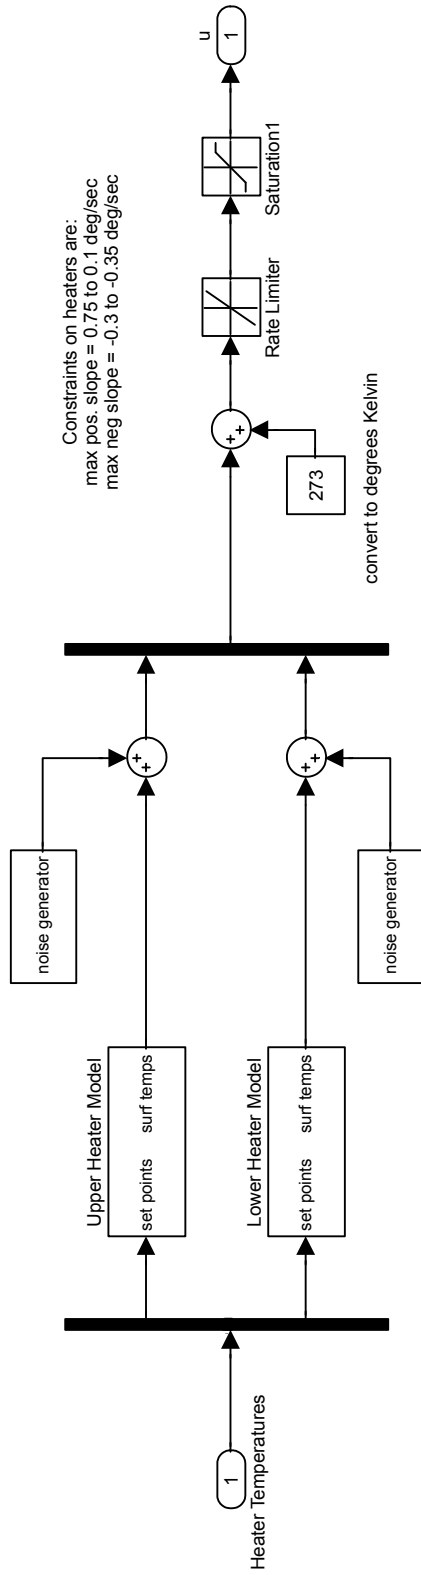 1
Heater Temperatures
Upper Heater Model
set points
surf temps
Lower Heater Model
set points
surf temps
noise generator
noise generator
+
+
+
+
Constraints on heaters are:
max pos. slope = 0.75 to 0.1 deg/sec
max neg slope = -0.3 to -0.35 deg/sec
273
convert to degrees Kelvin
+
+
Rate Limiter
Saturation1
u
1